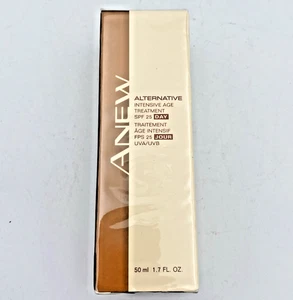 ANEW
ALTERNATIVE
INTENSIVE AGE
TREATMENT
SPF 25 DAY
TRAITEMENT
ÂGE INTENSIF
FPS 25 JOUR
UVA/UVB
50 ml 1.7 FL. OZ.